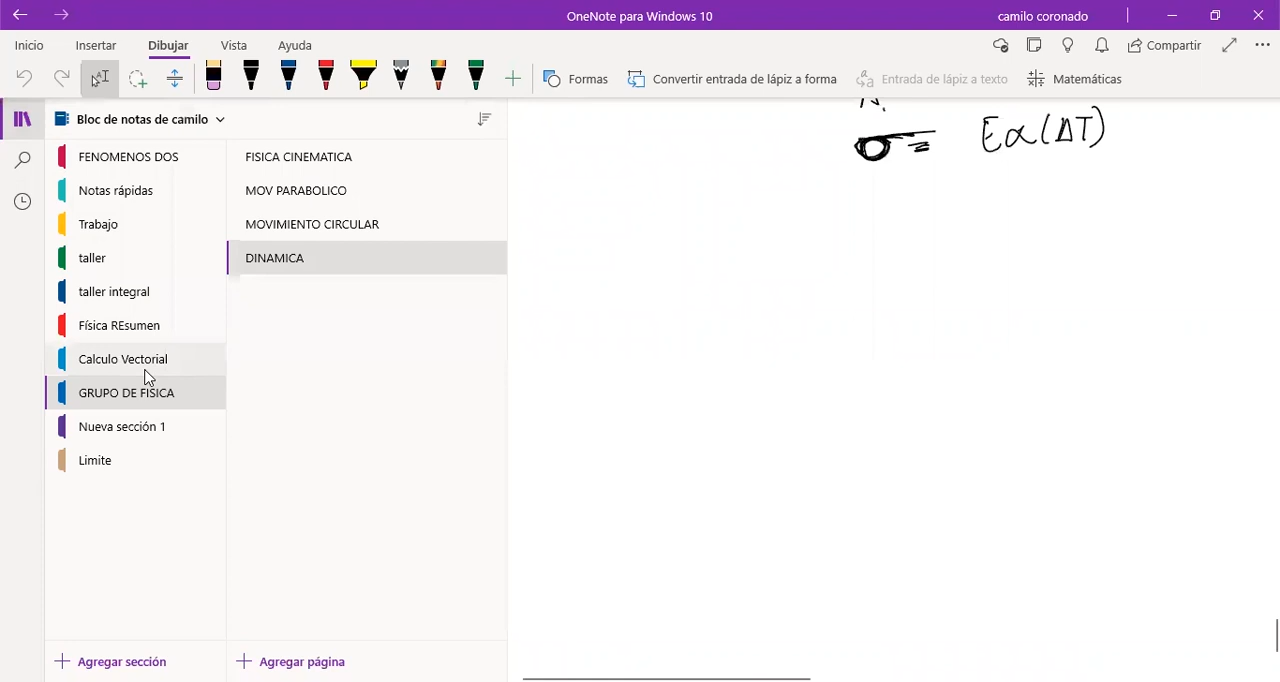 OneNote para Windows 10
camilo coronado
Inicio
Insertar
Dibujar
Vista
Ayuda
Compartir
Formas
Convertir entrada de lápiz a forma
Entrada de lápiz a texto
Matemáticas
Bloc de notas de camilo
FENOMENOS DOS
Notas rápidas
Trabajo
taller
taller integral
Física REsumen
Calculo Vectorial
GRUPO DE FISICA
Nueva sección 1
Limite
Agregar sección
FISICA CINEMATICA
MOV PARABOLICO
MOVIMIENTO CIRCULAR
DINAMICA
Agregar página
σ = Eα(ΔT)